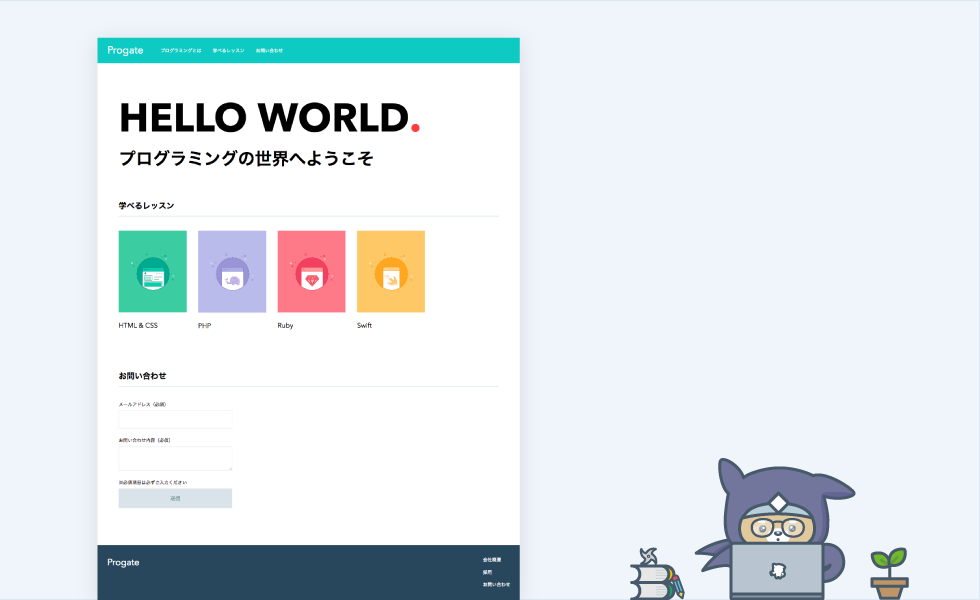 Progate プログラミングとは 学べるレッスン お問い合わせ
HELLO WORLD.
プログラミングの世界へようこそ
学べるレッスン
HTML & CSS PHP Ruby Swift
お問い合わせ
メールアドレス（必須）
お問い合わせ内容（必須）
※必須項目は必ずご入力ください
送信
Progate 会社概要
採用
お問い合わせ